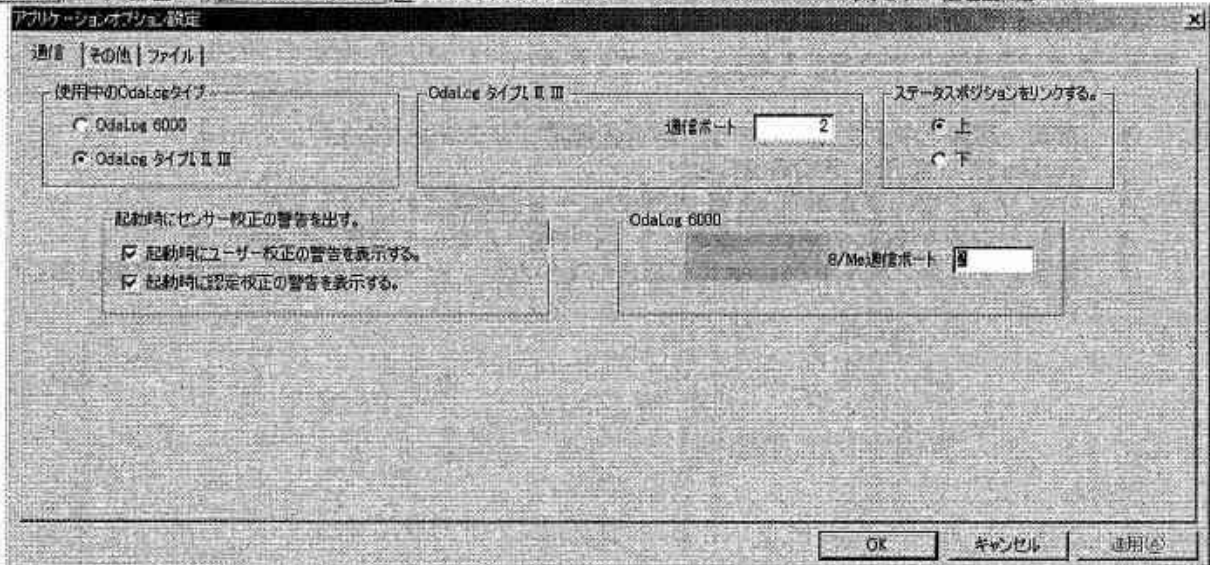 アプリケーションオプション設定
通信 その他 ファイル
使用中のOdaLogタイプ
OdaLog 6000
OdaLog タイプI, II, III
OdaLog タイプI, II, III
通信ポート 2
ステータスポジションをリンクする。
上
下
起動時にセンサー校正の警告を出す。
起動時にユーザー校正の警告を表示する。
起動時に認定校正の警告を表示する。
OdaLog 6000
8/Me通信ポート
OK キャンセル 適用(A)